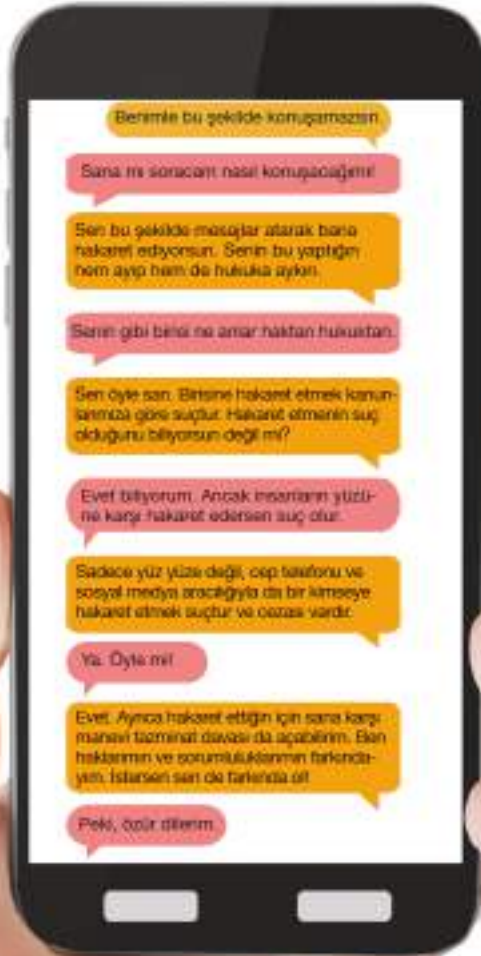 Benimle bu şekilde konuşamazsın.
Sana mı soracam nasıl konuşacağımı!
Sen bu şekilde mesajlar atarak bana
hakaret ediyorsun. Senin bu yaptığın
hem ayıp hem de hukuka aykırı.
Senin gibi birisi ne anlar haktan hukuktan.
Sen öyle san. Birisine hakaret etmek kanun-
larımıza göre suçtur. Hakaret etmenin suç
olduğunu biliyorsun değil mi?
Evet biliyorum. Ancak insanların yüzü-
ne karşı hakaret edersen suç olur.
Sadece yüz yüze değil, cep telefonu ve
sosyal medya aracılığıyla da bir kimseye
hakaret etmek suçtur ve cezası vardır.
Ya. Öyle mi!
Evet. Ayrıca hakaret ettiğin için sana karşı
manevi tazminat davası da açabilirim. Ben
haklarımın ve sorumluluklarımın farkında-
yım. İstersen sen de farkında ol!
Peki, özür dilerim.